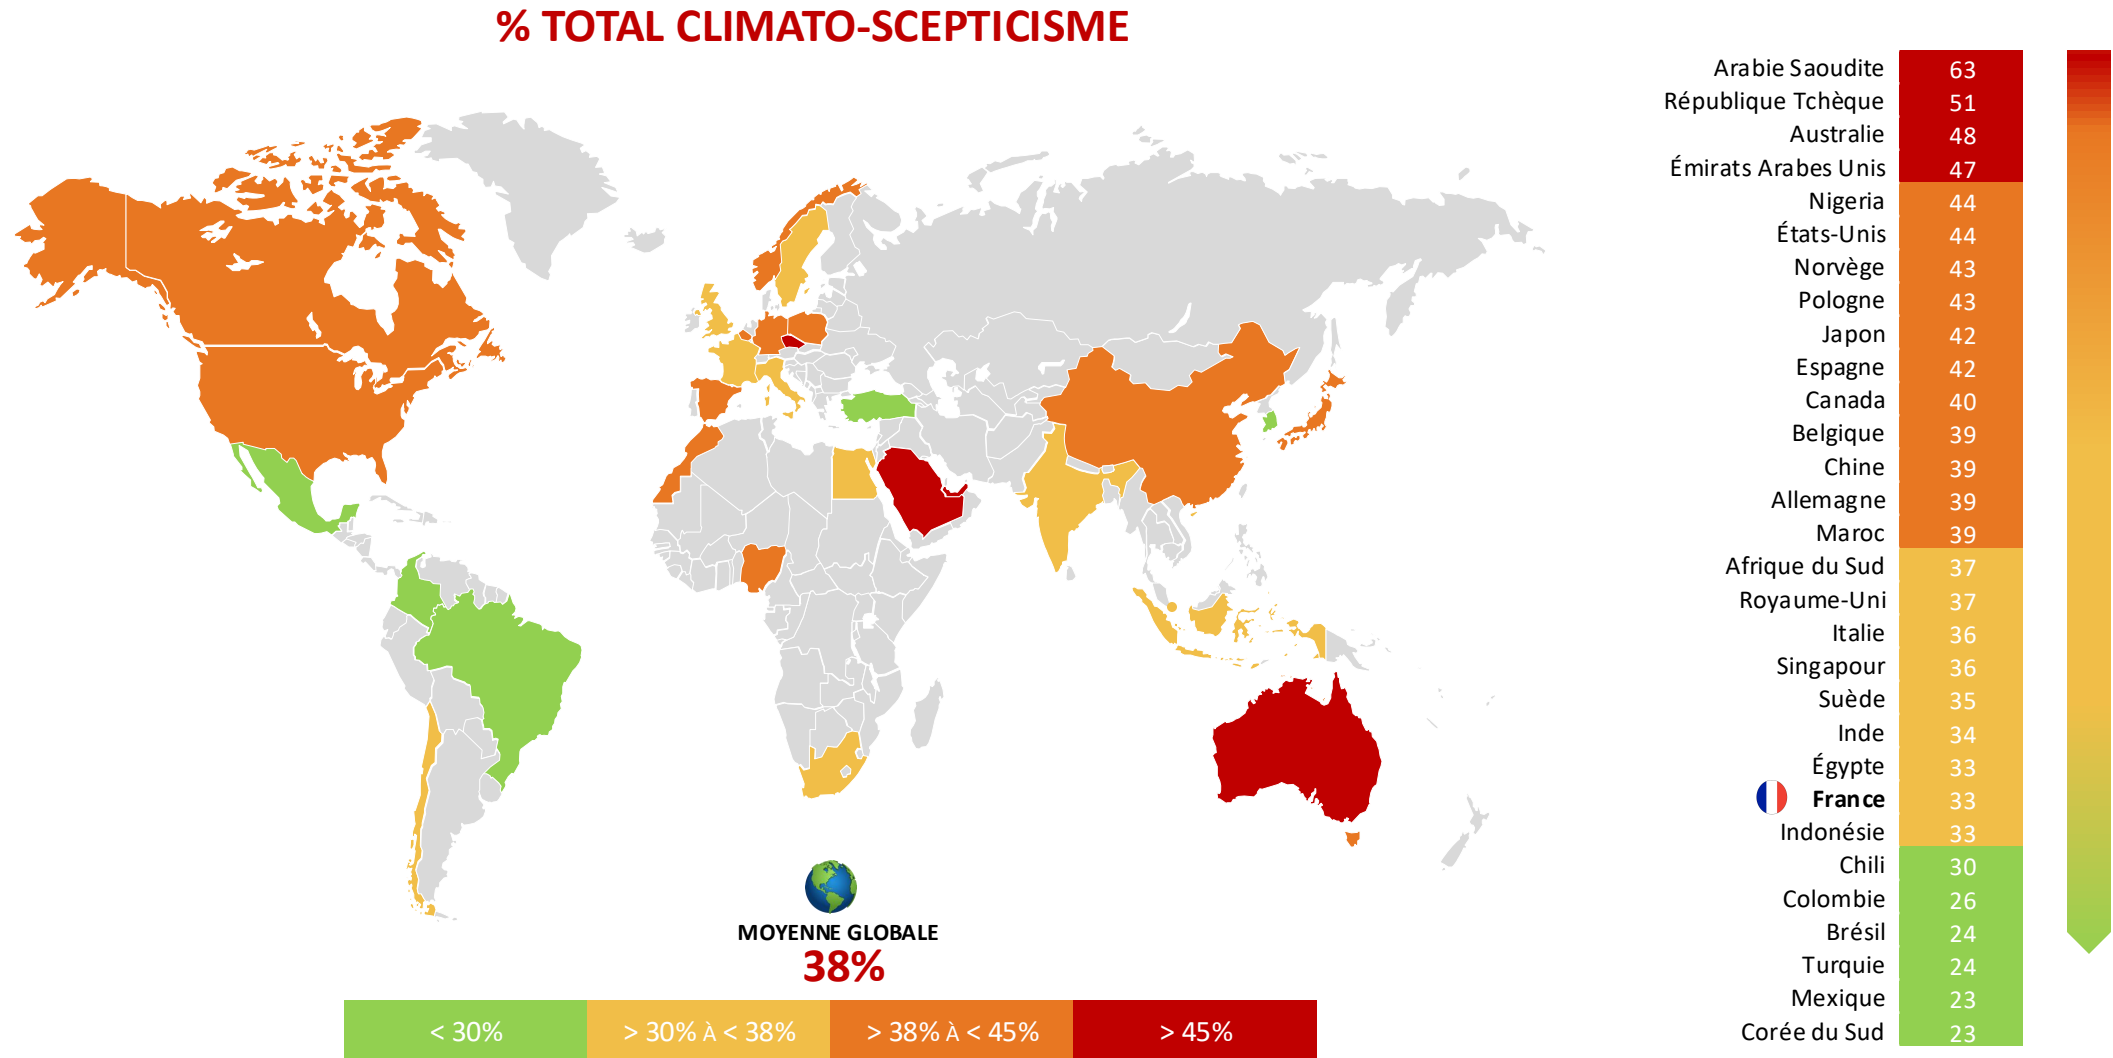 % TOTAL CLIMATO-SCEPTICISME
Arabie Saoudite 63
République Tchèque 51
Australie 48
Émirats Arabes Unis 47
Nigeria 44
États-Unis 44
Norvège 43
Pologne 43
Japon 42
Espagne 42
Canada 40
Belgique 39
Chine 39
Allemagne 39
Maroc 39
Afrique du Sud 37
Royaume-Uni 37
Italie 36
Singapour 36
Suède 35
Inde 34
Égypte 33
France 33
Indonésie 33
Chili 30
Colombie 26
Brésil 24
Turquie 24
Mexique 23
Corée du Sud 23
MOYENNE GLOBALE
38%
< 30% > 30% À < 38% > 38% À < 45% > 45%